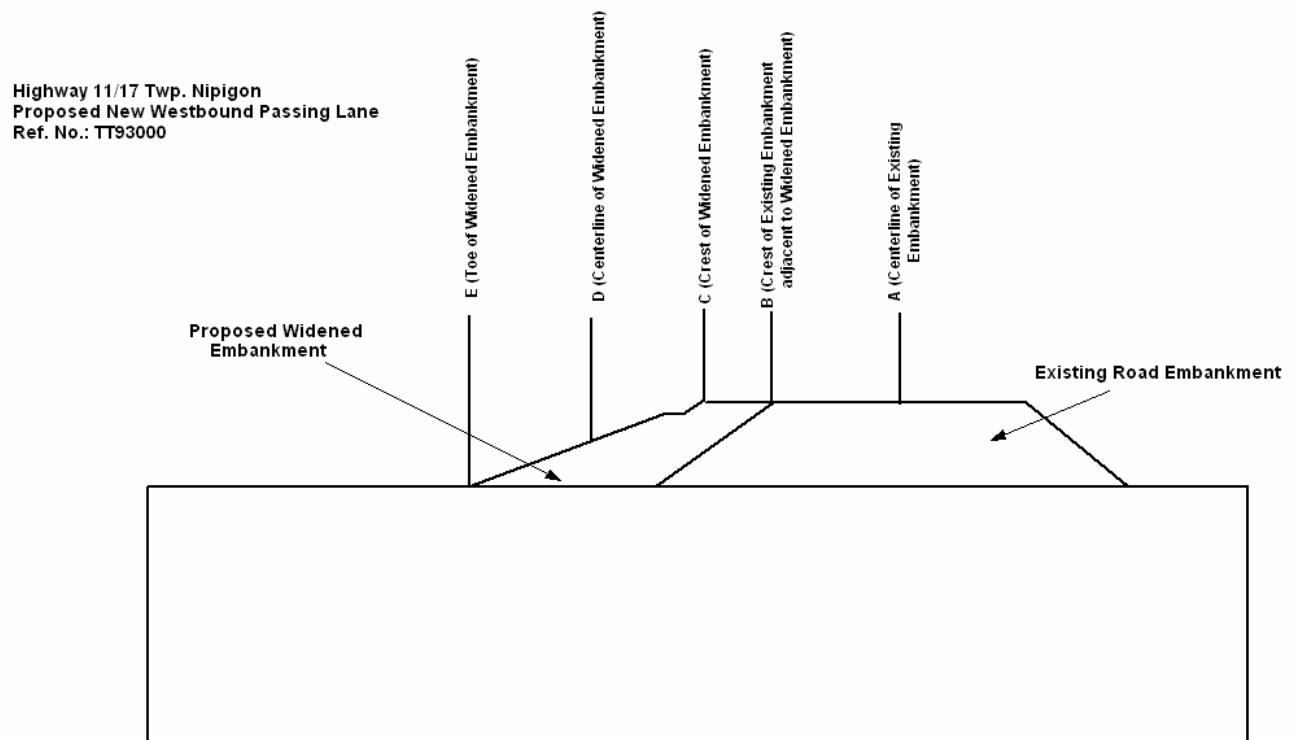 Highway 11/17 Twp. Nipigon
Proposed New Westbound Passing Lane
Ref. No.: TT93000
E (Toe of Widened Embankment)
D (Centerline of Widened Embankment)
C (Crest of Widened Embankment)
B (Crest of Existing Embankment
adjacent to Widened Embankment)
A (Centerline of Existing
Embankment)
Proposed Widened
Embankment
Existing Road Embankment